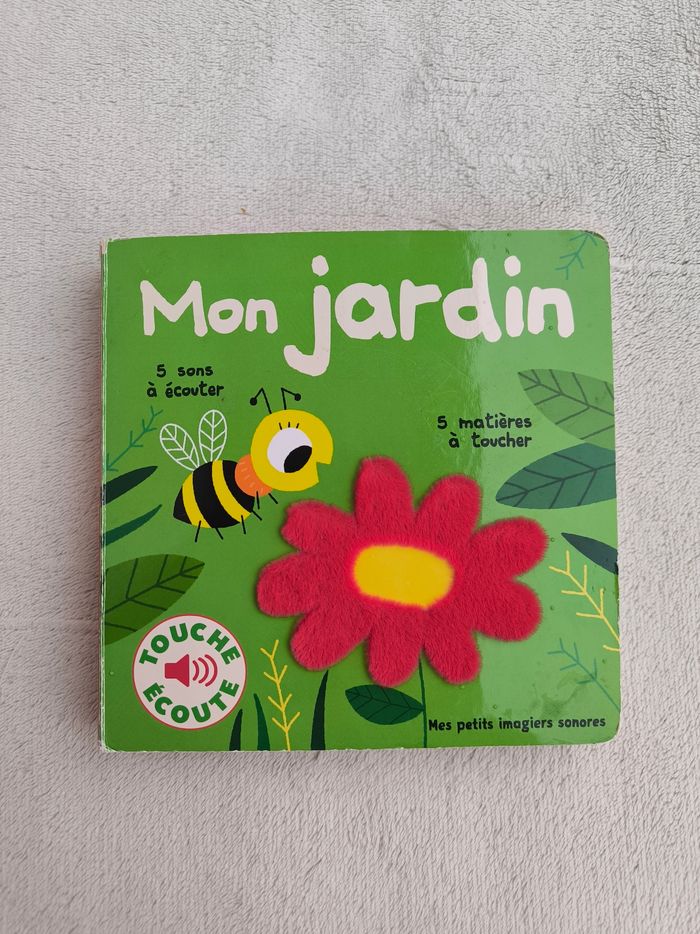 Mon jardin
5 sons
à écouter
5 matières
à toucher
TOUCHE
ÉCOUTE
Mes petits imagiers sonores